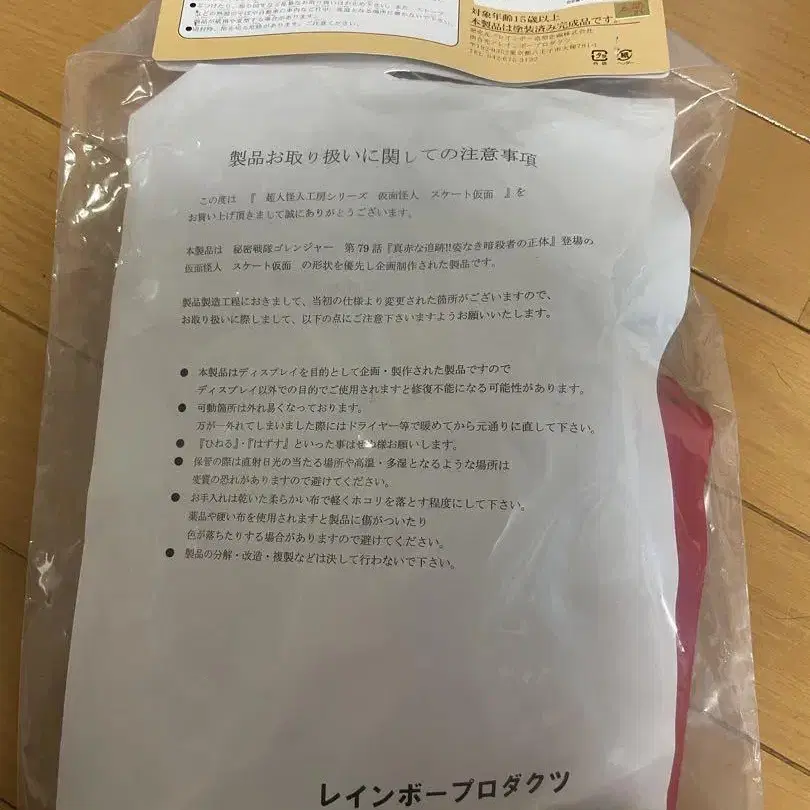 対象年齢15歳以上
本製品は塗装済み完成品です。
製品お取り扱いに関しての注意事項
この度は 『 超人怪人工房シリーズ 仮面怪人 スケート仮面 』を
お買い上げ頂きまして誠にありがとうございます。
本製品は 秘密戦隊ゴレンジャー 第79話『真赤な追跡!!姿なき暗殺者の正体』登場の
仮面怪人 スケート仮面 の形状を優先し企画制作された製品です。
製品製造工程におきまして、当初の仕様より変更された箇所がございますので、
お取り扱いに際しまして、以下の点にご注意下さいますようお願いいたします。
● 本製品はディスプレイを目的として企画・製作された製品ですので
ディスプレイ以外での目的でご使用されますと修復不能になる可能性があります。
● 可動箇所は外れ易くなっております。
万が一外れてしまいました際にはドライヤー等で暖めてから元通りに直して下さい。
● 『ひねる』・『はずす』といった事はせぬ様お願いします。
● 保管の際は直射日光の当たる場所や高温・多湿となるような場所は
変質の恐れがありますので避けてください。
● お手入れは乾いた柔らかい布で軽くホコリを落とす程度にして下さい。
薬品や硬い布を使用されますと製品に傷がついたり
色が落ちたりする場合がありますので避けてください。
● 製品の分解・改造・複製などは決して行わないで下さい。
レインボープロダクツ